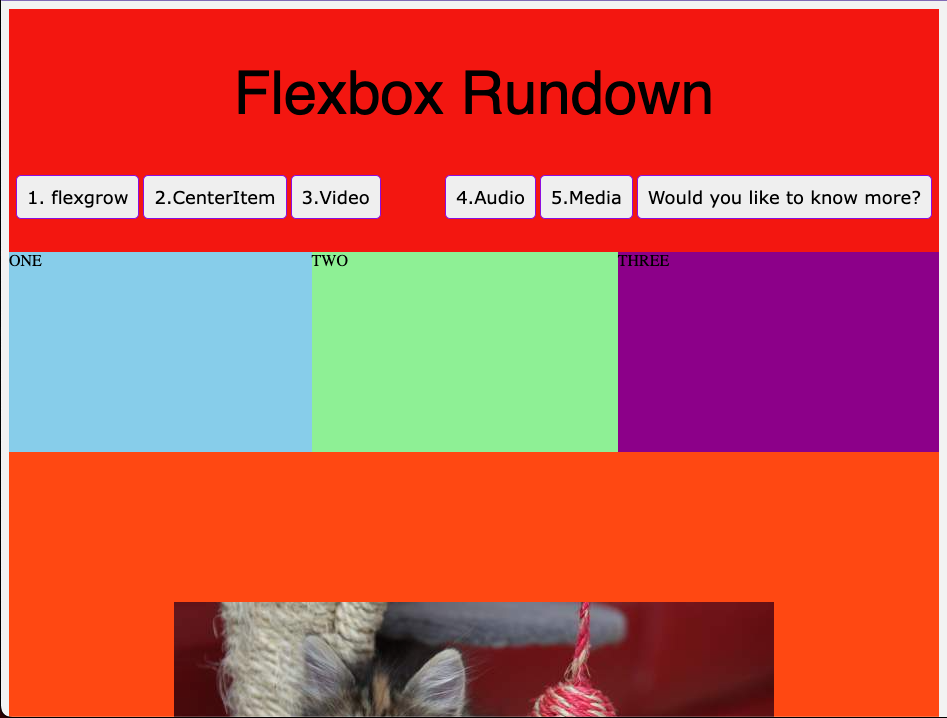 Flexbox Rundown
1. flexgrow 2.CenterItem 3.Video 4.Audio 5.Media Would you like to know more?
ONE TWO THREE